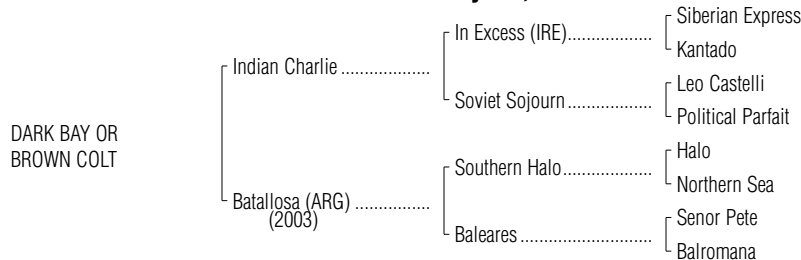 Siberian Express
In Excess (IRE)...................
Kantado
Indian Charlie ...................
Leo Castelli
Soviet Sojourn...................
Political Parfait
DARK BAY OR
BROWN COLT
Halo
Southern Halo...................
Northern Sea
Batallosa (ARG) ................
(2003)
Senor Pete
Baleares ............................
Balromana